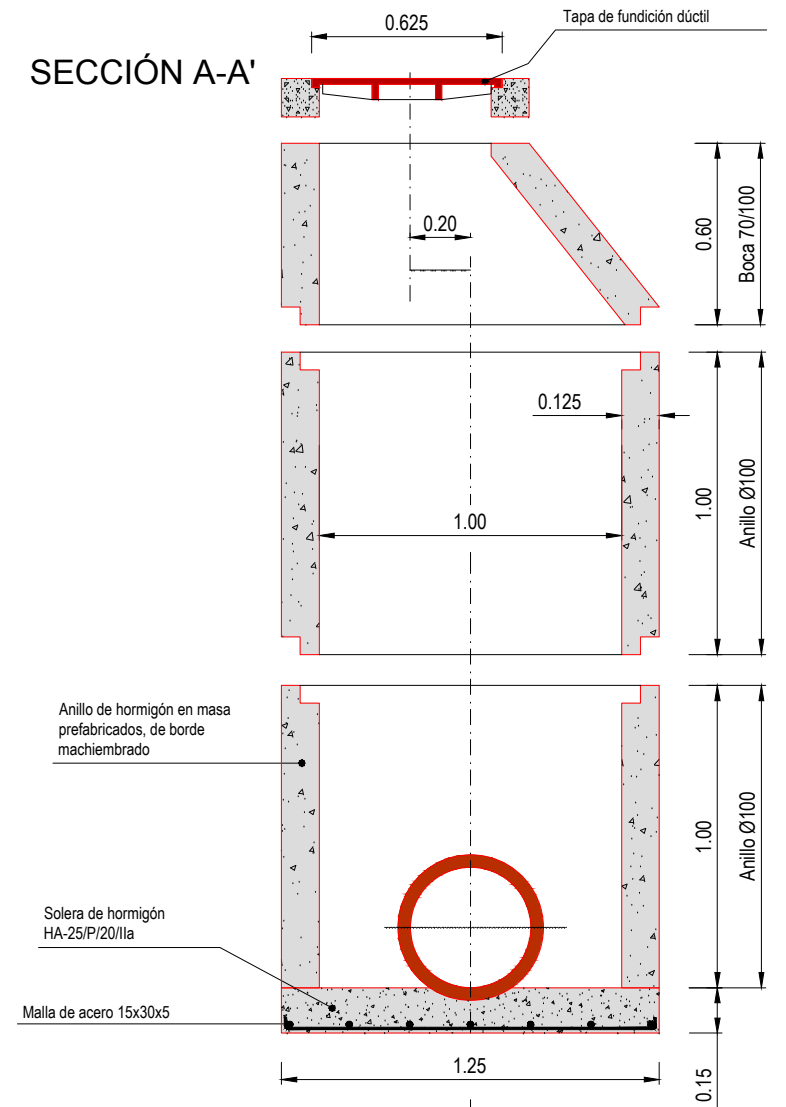 0.625
Tapa de fundición dúctil
SECCIÓN A-A'
0.20
0.60
Boca 70/100
0.125
1.00
1.00
Anillo Ø100
Anillo de hormigón en masa
prefabricados, de borde
machiembrado
1.00
Anillo Ø100
Solera de hormigón
HA-25/P/20/IIa
Malla de acero 15x30x5
1.25
0.15